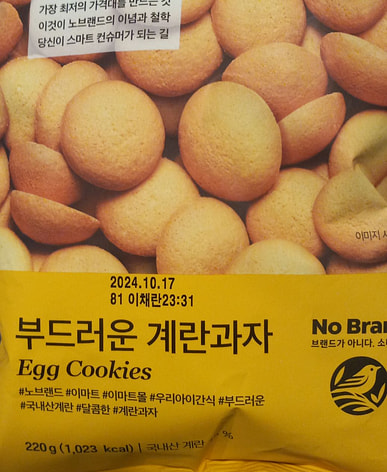 가장 최저의 가격대를 만드는 것
이것이 노브랜드의 이념과 철학
당신이 스마트 컨슈머가 되는 길
이미지
2024.10.17
81 이채란23:31
부드러운 계란과자
Egg Cookies
No Bran
브랜드가 아니다. 소
#노브랜드 #이마트 #이마트몰 #우리아이간식 #부드러운
#국내산계란 #달콤한 #계란과자
220 g (1,023 kcal) | 국내산 계란 %